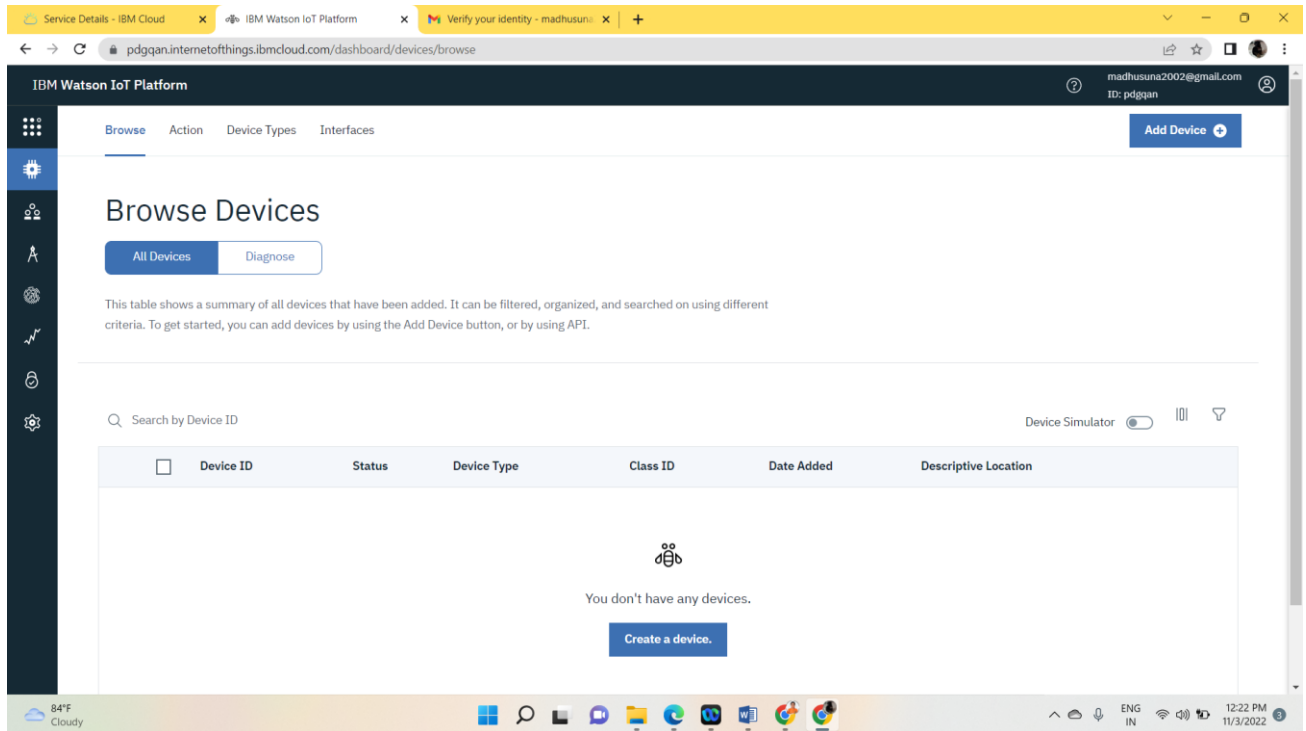 Service Details - IBM Cloud
IBM Watson IoT Platform
Verify your identity - madhusuna
pdgqan.internetofthings.ibmcloud.com/dashboard/devices/browse
IBM Watson IoT Platform
madhusuna2002@gmail.com
ID: pdgqan
Browse Action Device Types Interfaces
Add Device
Browse Devices
All Devices Diagnose
This table shows a summary of all devices that have been added. It can be filtered, organized, and searched on using different
criteria. To get started, you can add devices by using the Add Device button, or by using API.
Search by Device ID
Device Simulator
Device ID Status Device Type Class ID Date Added Descriptive Location
You don't have any devices.
Create a device.
84°F
Cloudy
ENG
IN
12:22 PM
11/3/2022
3